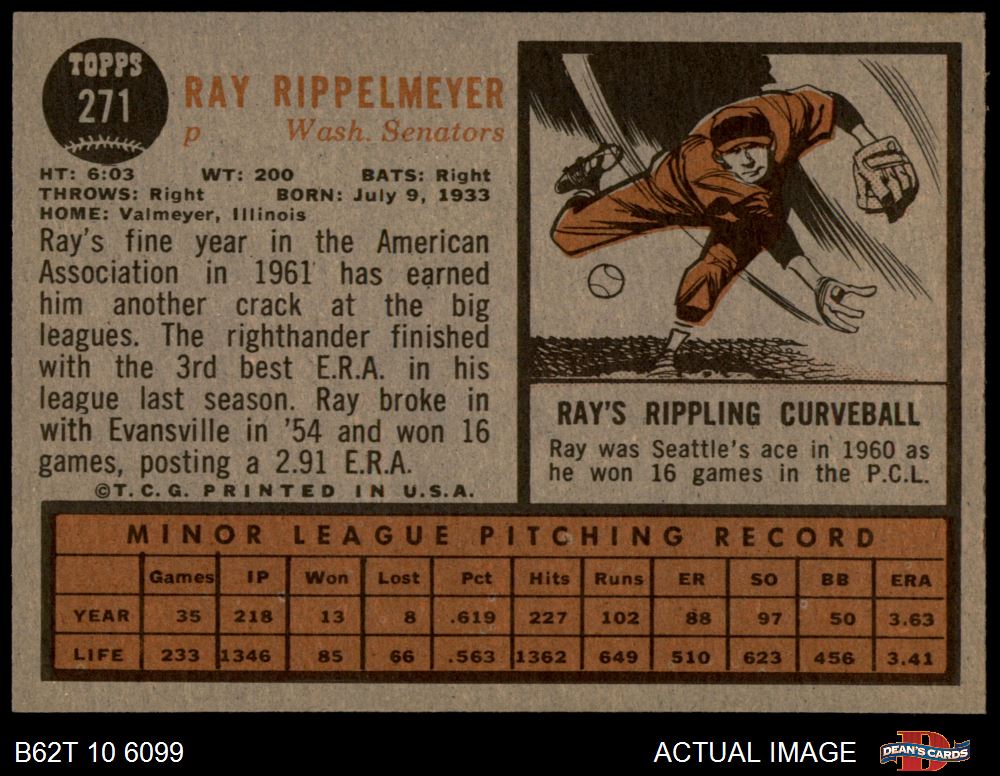 TOPPS
271
RAY RIPPELMEYER
p Wash. Senators
HT: 6:03 WT: 200 BATS: Right
THROWS: Right BORN: July 9, 1933
HOME: Valmeyer, Illinois
Ray's fine year in the American
Association in 1961 has earned
him another crack at the big
leagues. The righthander finished
with the 3rd best E.R.A. in his
league last season. Ray broke in
with Evansville in '54 and won 16
games, posting a 2.91 E.R.A.
©T.C.G. PRINTED IN U.S.A.
RAY'S RIPPLING CURVEBALL
Ray was Seattle's ace in 1960 as
he won 16 games in the P.C.L.
MINOR LEAGUE PITCHING RECORD
Games IP Won Lost Pct Hits Runs ER SO BB ERA
YEAR 35 218 13 8 .619 227 102 88 97 50 3.63
LIFE 233 1346 85 66 .563 1362 649 510 623 456 3.41
B62T 10 6099 ACTUAL IMAGE DEAN'S CARDS